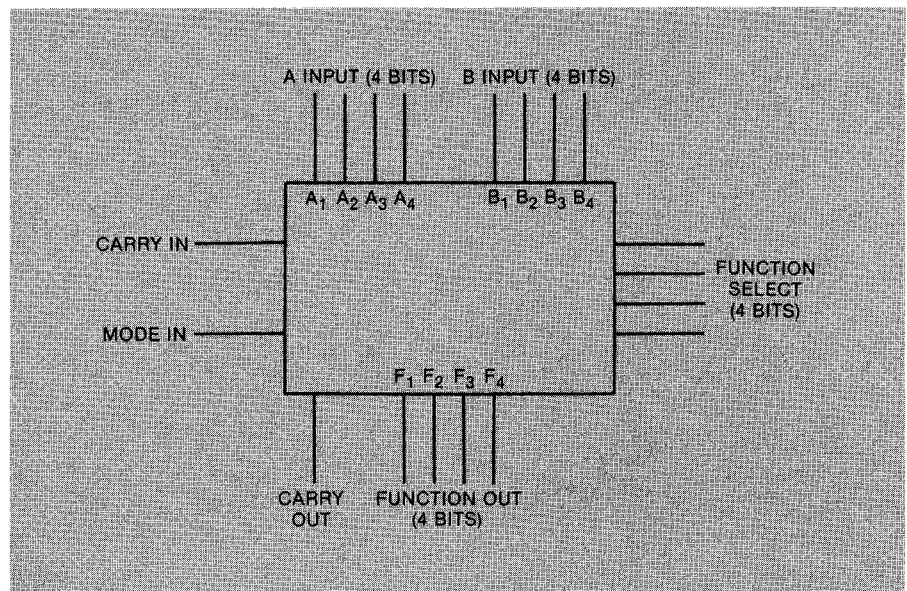 A INPUT (4 BITS)
B INPUT (4 BITS)
A1 A2 A3 A4
B1 B2 B3 B4
CARRY IN
FUNCTION
SELECT
(4 BITS)
MODE IN
F1 F2 F3 F4
CARRY
OUT
FUNCTION OUT
(4 BITS)